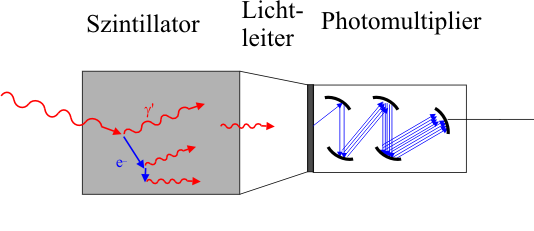 Szintillator
Licht-
leiter
Photomultiplier
γ'
e⁻